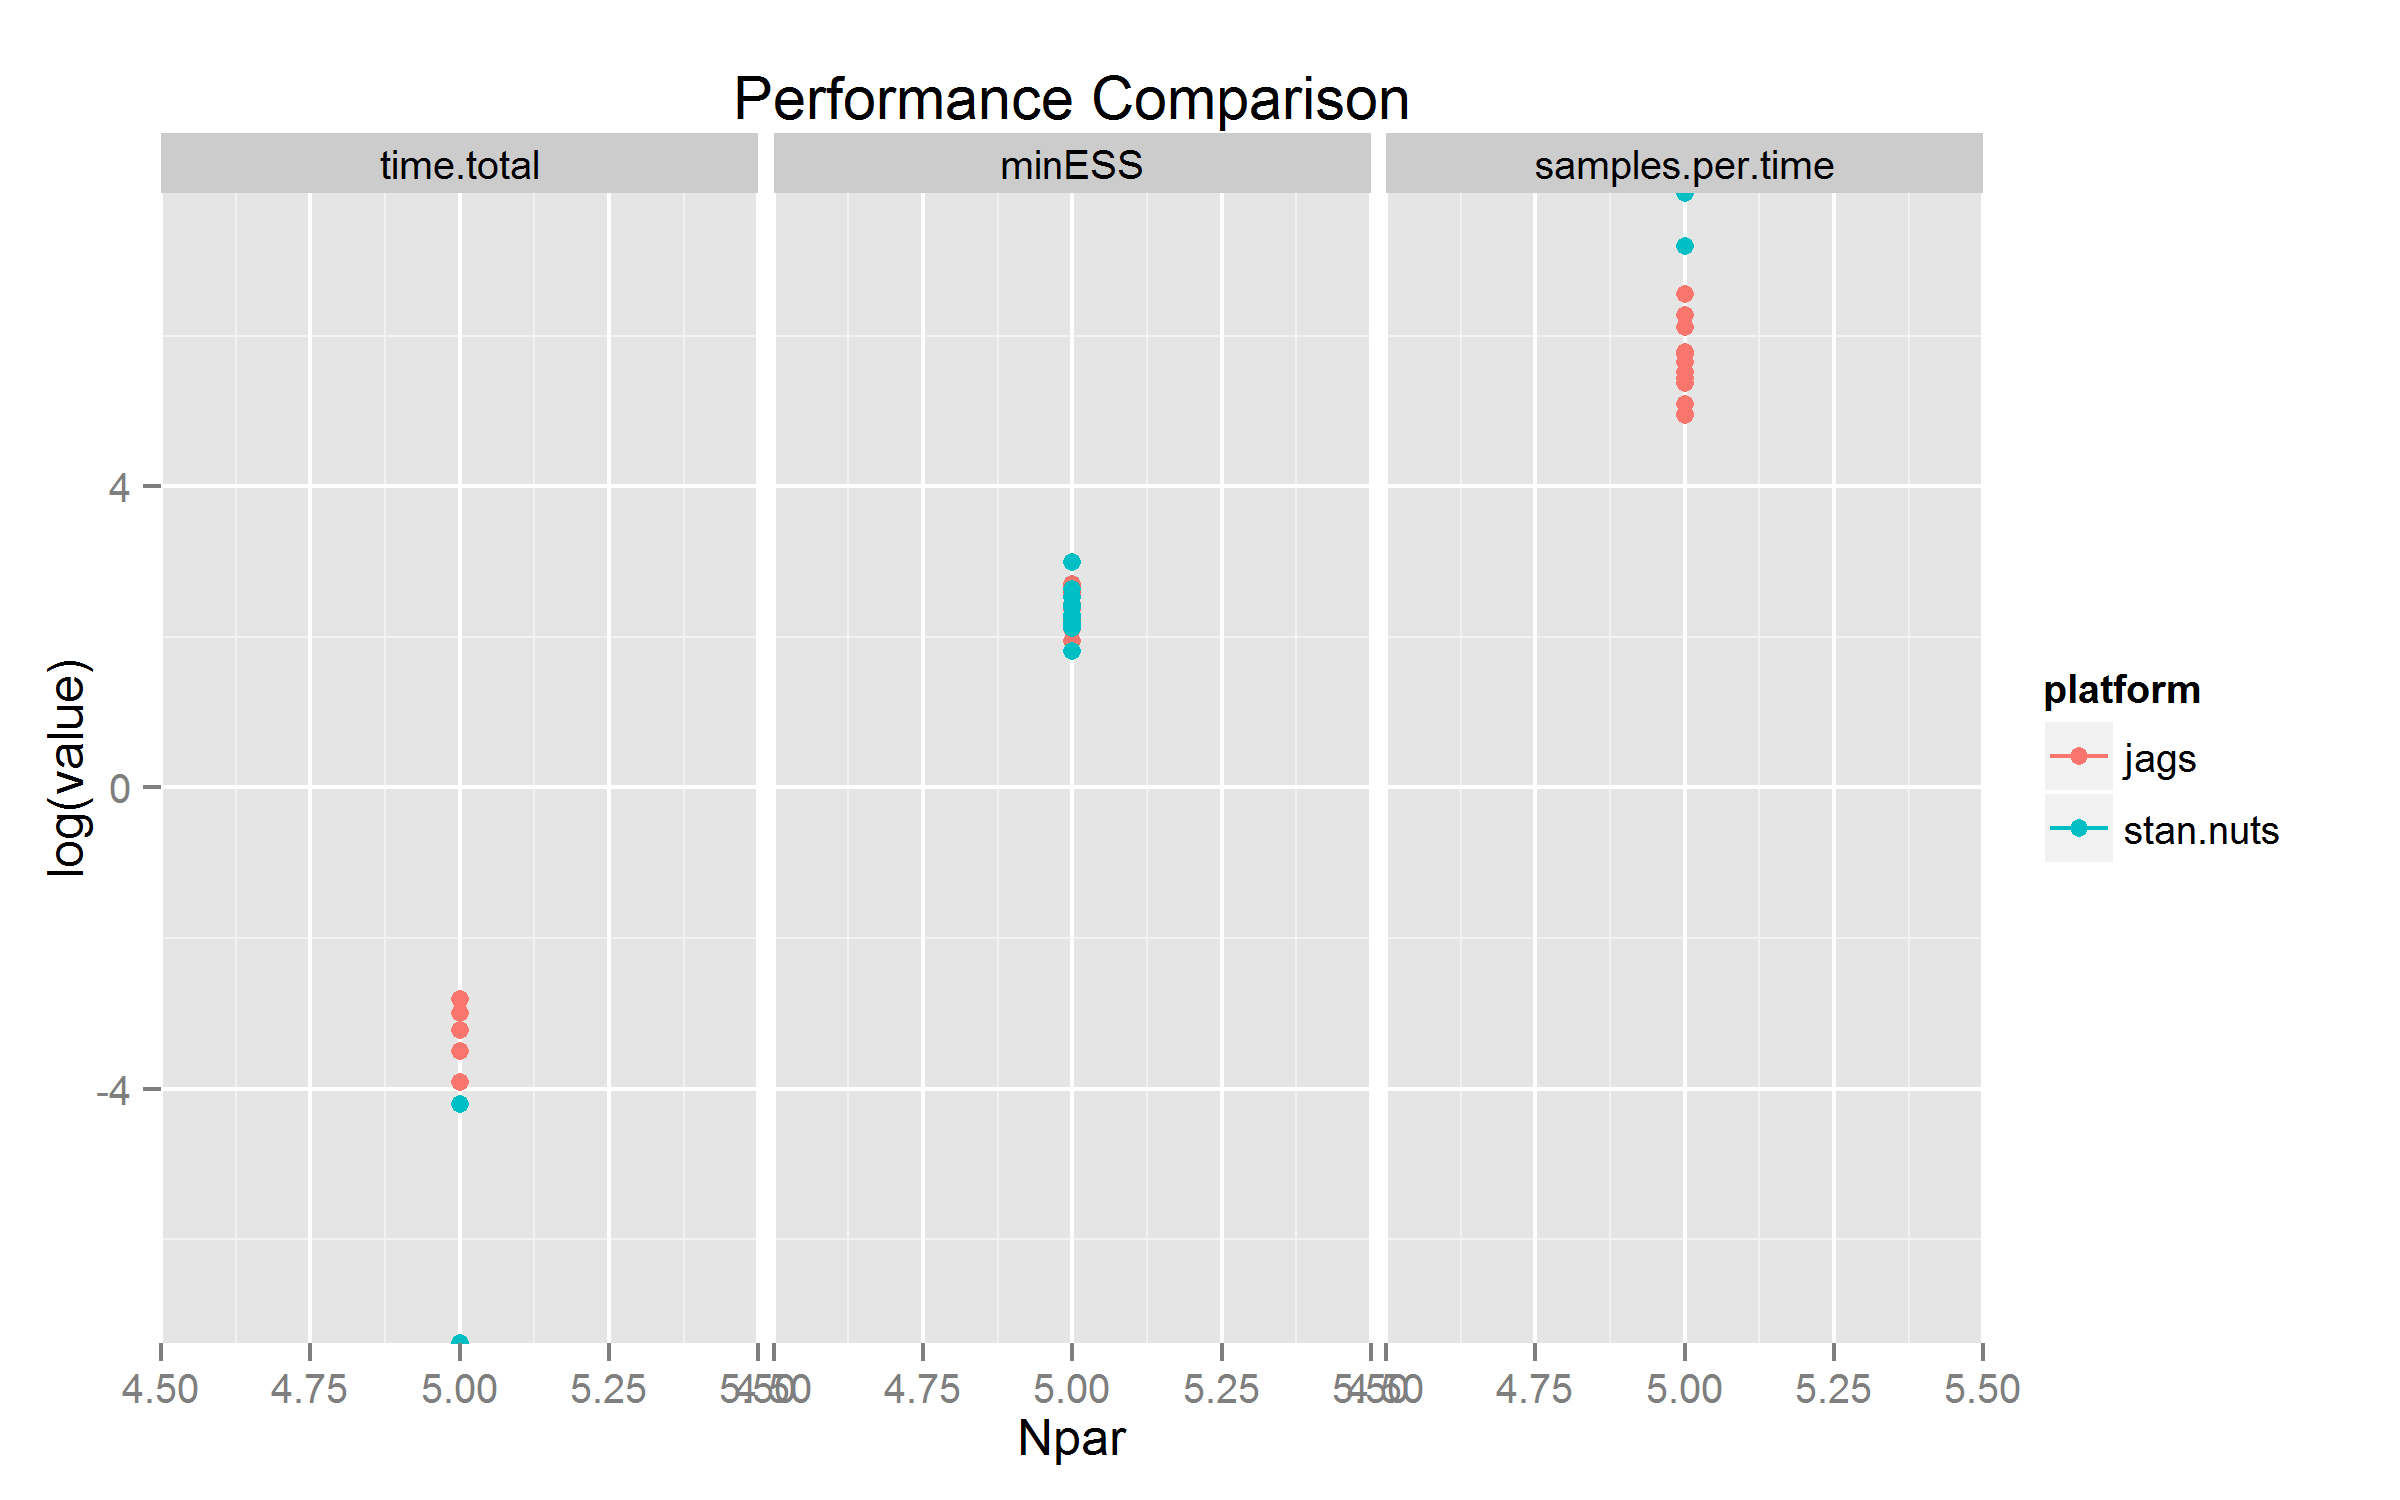 Performance Comparison
time.total minESS samples.per.time
4
0
-4
log(value)
4.50 4.75 5.00 5.25 5.50 4.50 4.75 5.00 5.25 5.50 4.50 4.75 5.00 5.25 5.50
Npar
platform
jags
stan.nuts